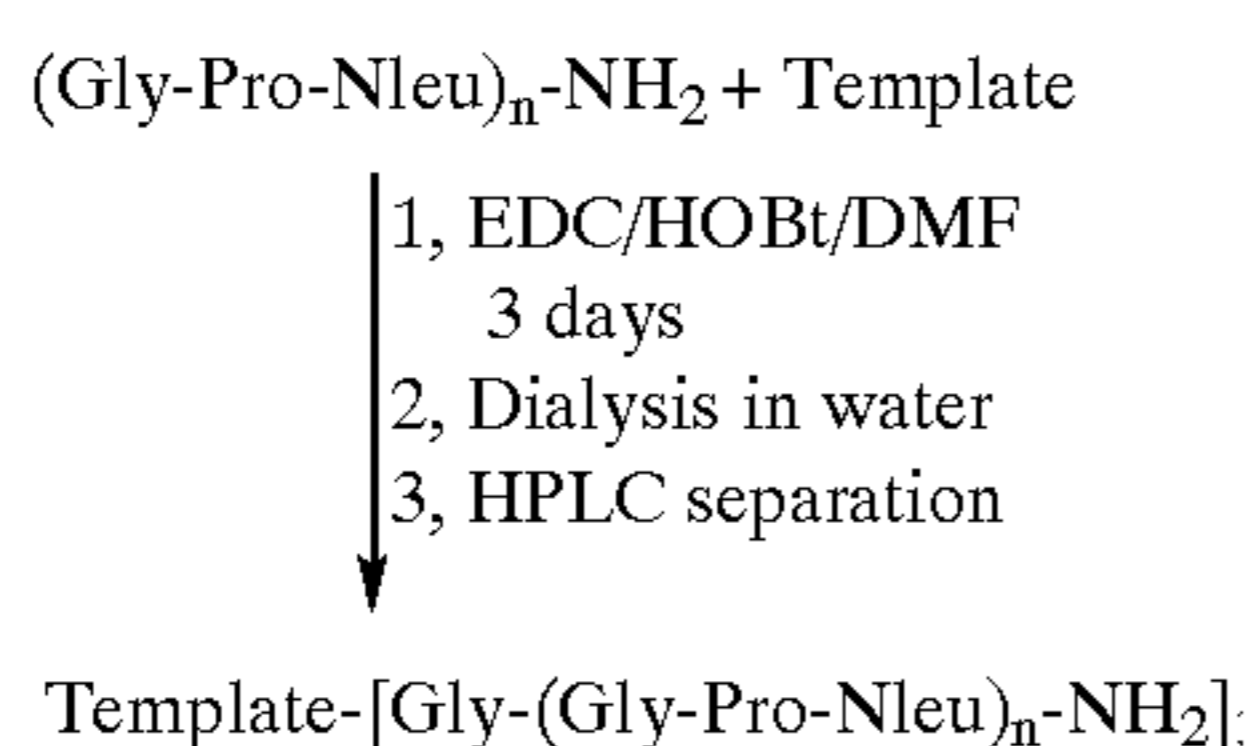 (Gly-Pro-Nleu)n-NH2 + Template
1, EDC/HOBt/DMF
3 days
2, Dialysis in water
3, HPLC separation
Template-[Gly-(Gly-Pro-Nleu)n-NH2]